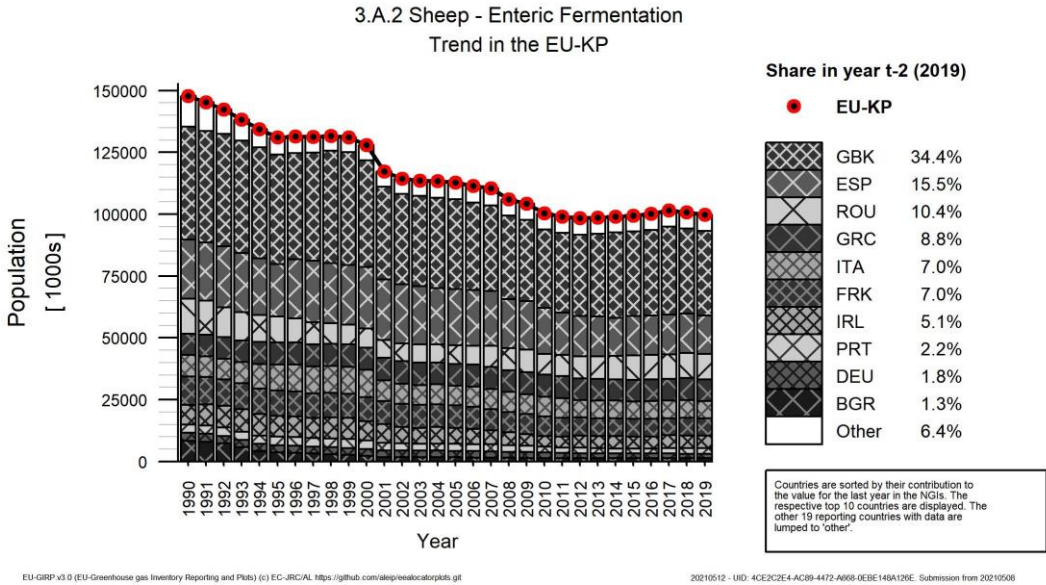 3.A.2 Sheep - Enteric Fermentation
Trend in the EU-KP
Population
[ 1000s]
150000
125000
100000
75000
50000
25000
0
1990
1991
1992
1993
1994
1995
1996
1997
1998
1999
2000
2001
2002
2003
2004
2005
2006
2007
2008
2009
2010
2011
2012
2013
2014
2015
2016
2017
2018
2019
Year
Share in year t-2 (2019)
EU-KP
GBK 34.4%
ESP 15.5%
ROU 10.4%
GRC 8.8%
ITA 7.0%
FRK 7.0%
IRL 5.1%
PRT 2.2%
DEU 1.8%
BGR 1.3%
Other 6.4%
Countries are sorted by their contribution to
the value for the last year in the NGIs. The
respective top 10 countries are displayed. The
other 19 reporting countries with data are
lumped to 'other'.
EU-GIRP v3.0 (EU-Greenhouse gas Inventory Reporting and Plots) (c) EC-JRC/AL https://github.com/aleip/eealocatorplots.git
20210512 - UID: 4CE2C2E4-AC89-4472-A668-0EBE148A126E. Submission from 20210508